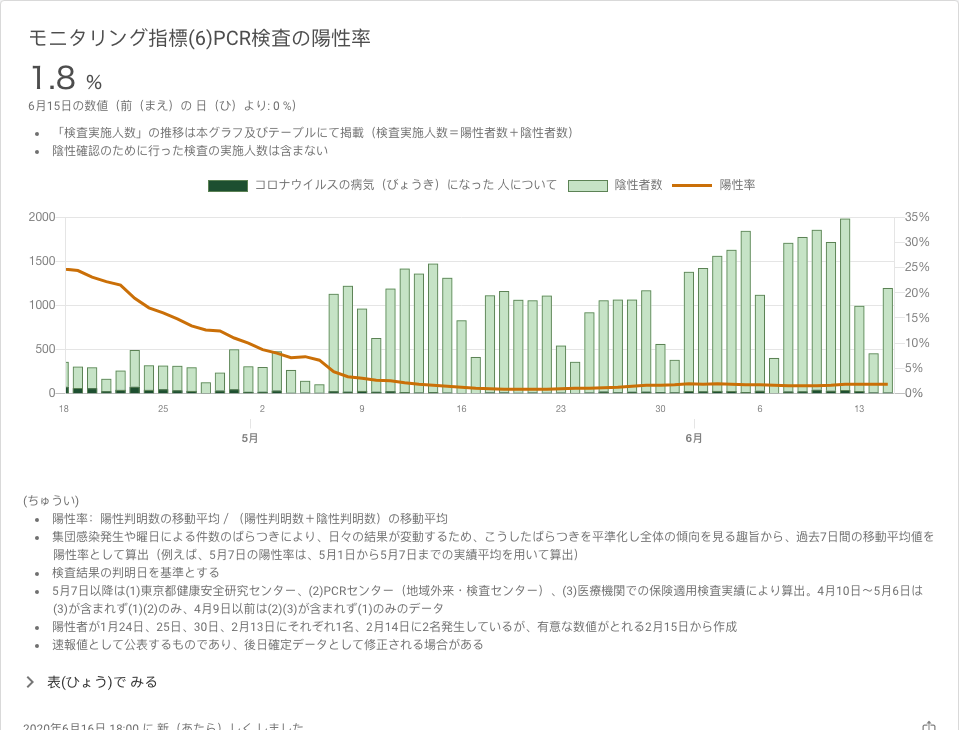 モニタリング指標(6)PCR検査の陽性率
1.8 %
6月15日の数値（前（まえ）の 日（ひ）より: 0 %）
「検査実施人数」の推移は本グラフ及びテーブルにて掲載（検査実施人数＝陽性者数＋陰性者数）
陰性確認のために行った検査の実施人数は含まない
コロナウイルスの病気（びょうき）になった 人について 陰性者数 陽性率
2000 35%
30%
1500 25%
20%
1000 15%
10%
500 5%
0 0%
18 25 2 9 16 23 30 6 13
5月 6月
(ちゅうい)
陽性率：陽性判明数の移動平均 /（陽性判明数＋陰性判明数）の移動平均
集団感染発生や曜日による件数のばらつきにより、日々の結果が変動するため、こうしたばらつきを平準化し全体の傾向を見る趣旨から、過去7日間の移動平均値を
陽性率として算出（例えば、5月7日の陽性率は、5月1日から5月7日までの実績平均を用いて算出）
検査結果の判明日を基準とする
5月7日以降は(1)東京都健康安全研究センター、(2)PCRセンター（地域外来・検査センター）、(3)医療機関での保険適用検査実績により算出。4月10日～5月6日は
(3)が含まれず(1)(2)のみ、4月9日以前は(2)(3)が含まれず(1)のみのデータ
陽性者が1月24日、25日、30日、2月13日にそれぞれ1名、2月14日に2名発生しているが、有意な数値がとれる2月15日から作成
速報値として公表するものであり、後日確定データとして修正される場合がある
表(ひょう)で みる
2020年6月16日 18:00 に 新（あたら）しく しました